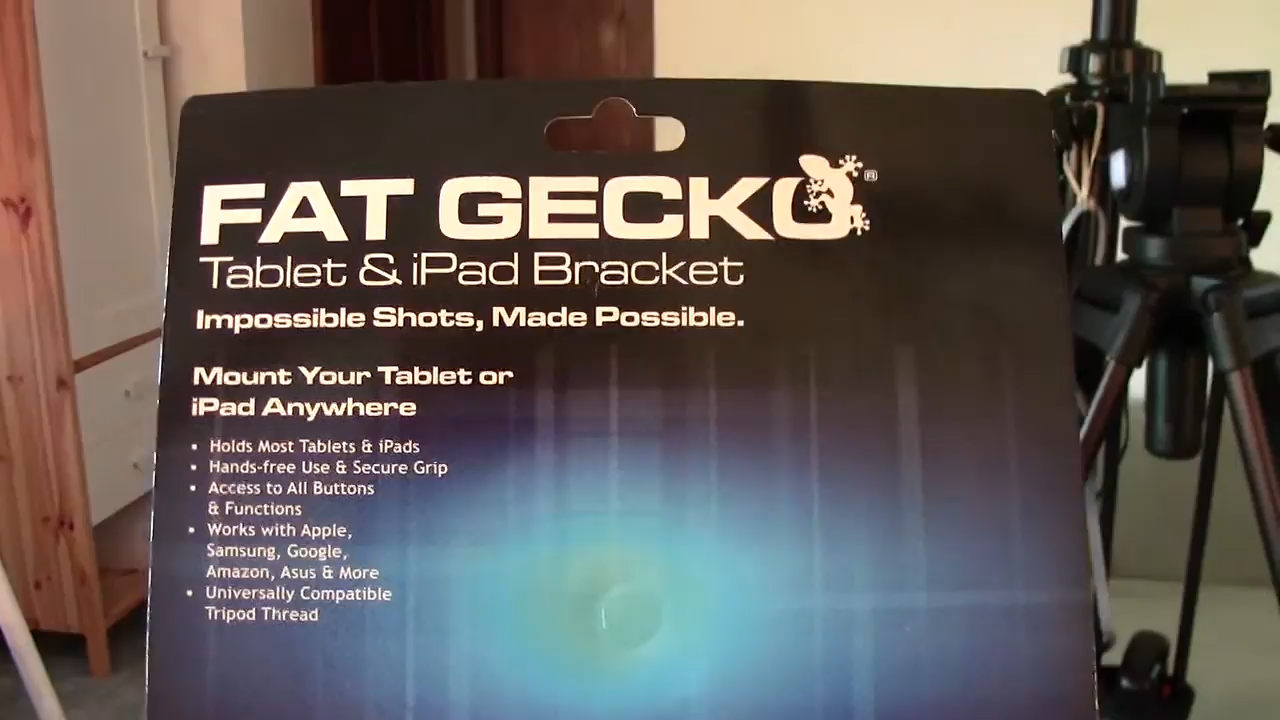 FAT GECKO®
Tablet & iPad Bracket
Impossible Shots, Made Possible.
Mount Your Tablet or
iPad Anywhere
• Holds Most Tablets & iPads
• Hands-free Use & Secure Grip
• Access to All Buttons
& Functions
• Works with Apple,
Samsung, Google,
Amazon, Asus & More
• Universally Compatible
Tripod Thread